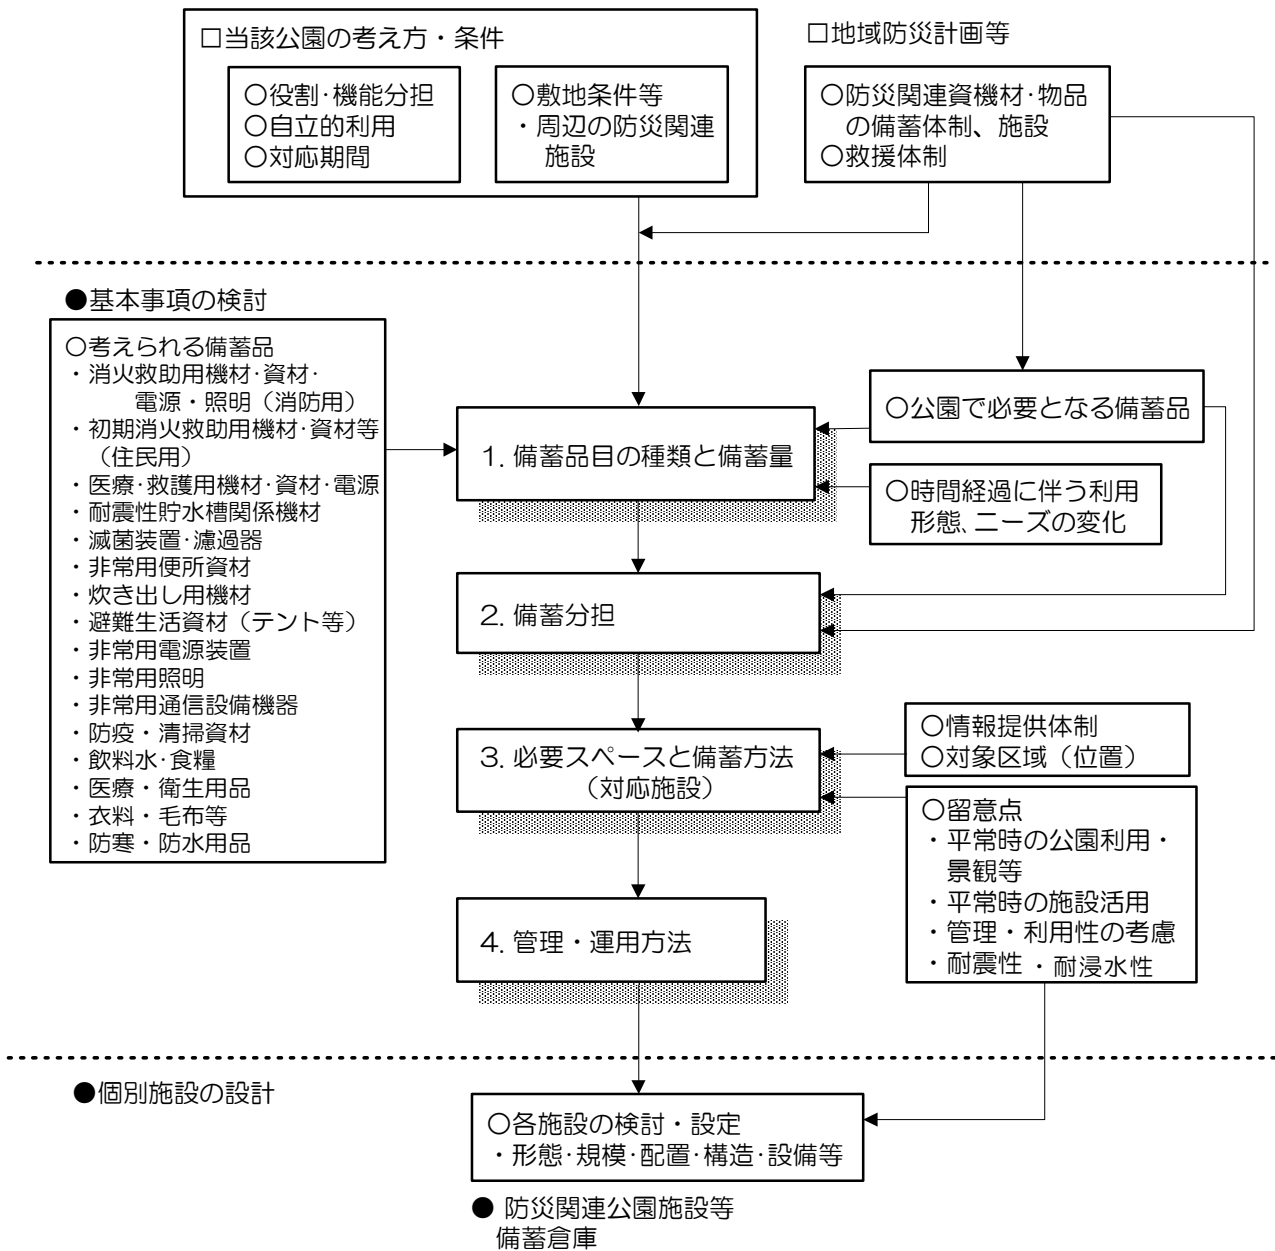 □当該公園の考え方・条件
○役割･機能分担
○自立的利用
○対応期間
○敷地条件等
・周辺の防災関連
施設
□地域防災計画等
○防災関連資機材･物品
の備蓄体制、施設
○救援体制
●基本事項の検討
○考えられる備蓄品
・消火救助用機材･資材･
電源・照明（消防用）
・初期消火救助用機材･資材等
（住民用）
・医療･救護用機材･資材･電源
・耐震性貯水槽関係機材
・滅菌装置･濾過器
・非常用便所資材
・炊き出し用機材
・避難生活資材（テント等）
・非常用電源装置
・非常用照明
・非常用通信設備機器
・防疫・清掃資材
・飲料水･食糧
・医療・衛生用品
・衣料・毛布等
・防寒・防水用品
1. 備蓄品目の種類と備蓄量
○公園で必要となる備蓄品
○時間経過に伴う利用
形態、ニーズの変化
2. 備蓄分担
3. 必要スペースと備蓄方法
（対応施設）
○情報提供体制
○対象区域（位置）
○留意点
・平常時の公園利用・
景観等
・平常時の施設活用
・管理・利用性の考慮
・耐震性 ・耐浸水性
4. 管理・運用方法
●個別施設の設計
○各施設の検討・設定
・形態･規模･配置･構造･設備等
● 防災関連公園施設等
備蓄倉庫